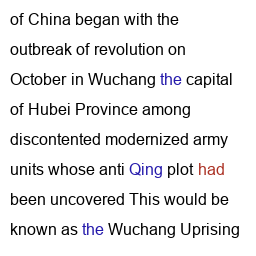 of China began with the
outbreak of revolution on
October in Wuchang the capital
of Hubei Province among
discontented modernized army
units whose anti Qing plot had
been uncovered This would be
known as the Wuchang Uprising